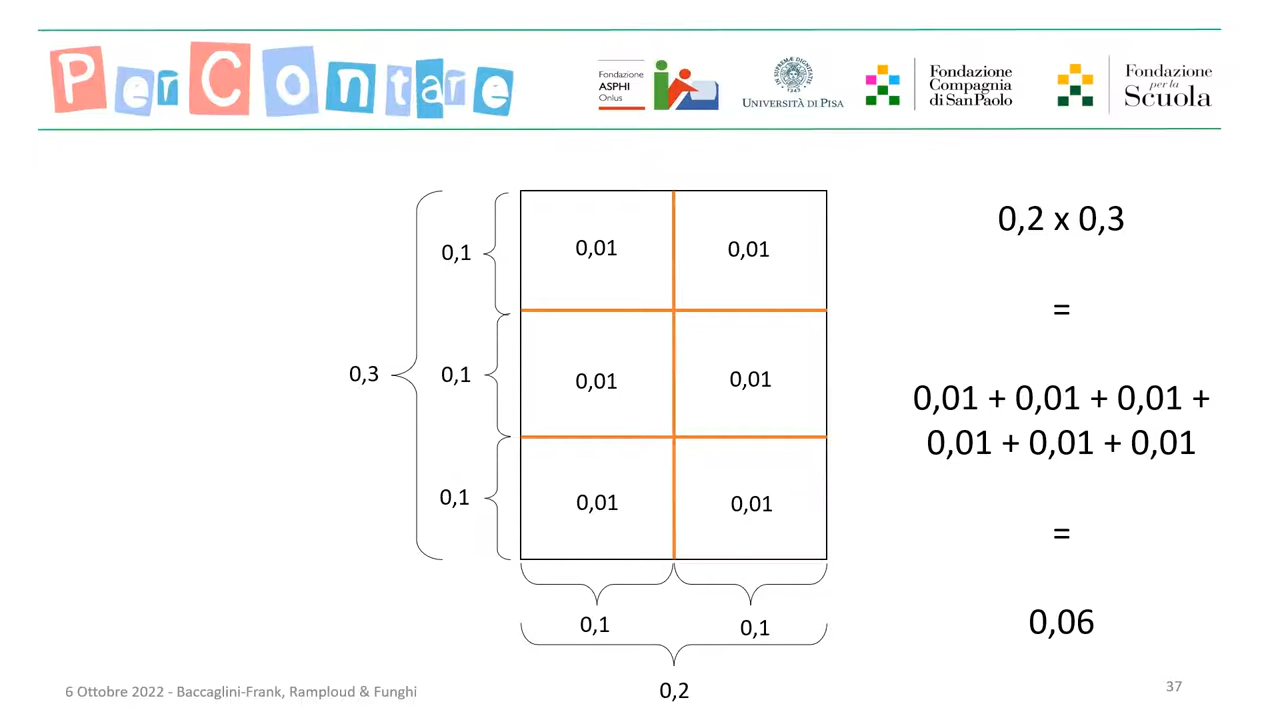 PerContare
Fondazione
ASPHI
Onlus
UNIVERSITÀ DI PISA
Fondazione
Compagnia
di San Paolo
Fondazione
per la
Scuola
0,2 x 0,3
0,01 0,01
0,1
=
0,01 0,01
0,3 0,1
0,01 + 0,01 + 0,01 +
0,01 + 0,01 + 0,01
0,1 0,01 0,01
=
0,1 0,1
0,06
0,2
6 Ottobre 2022 - Baccaglini-Frank, Ramploud & Funghi
37